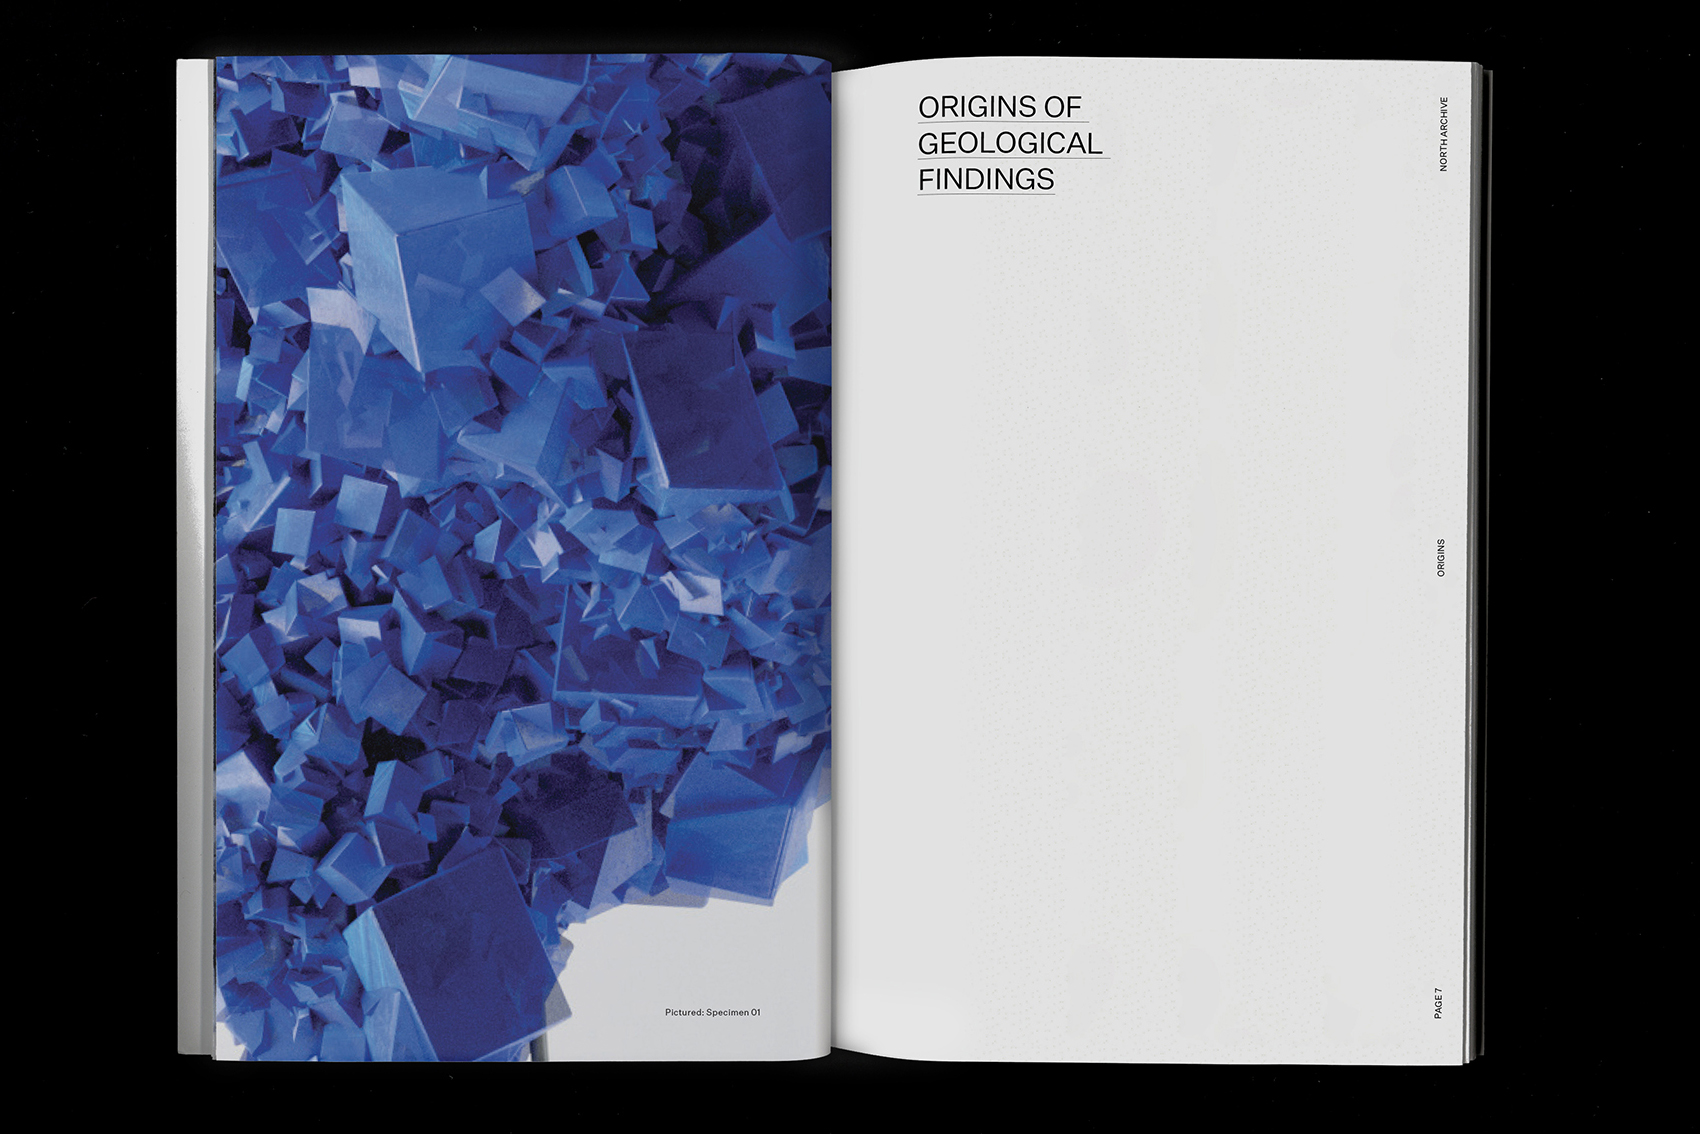 Pictured: Specimen 01
ORIGINS OF
GEOLOGICAL
FINDINGS
NORTH ARCHIVE
ORIGINS
PAGE 7